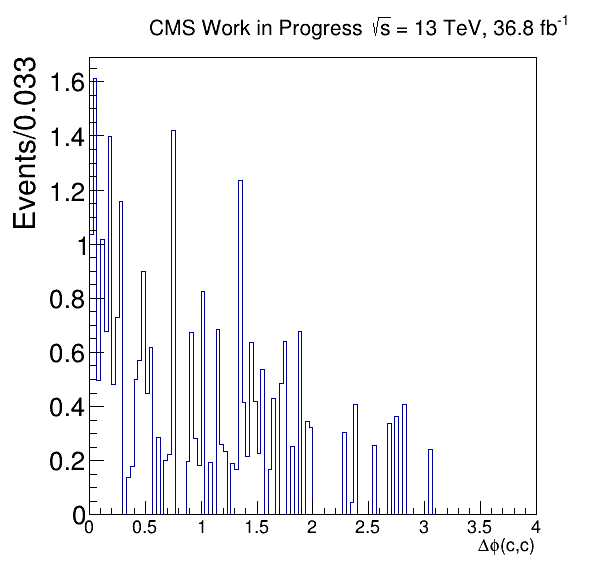 CMS Work in Progress √s = 13 TeV, 36.8 fb⁻¹
Events/0.033
1.6
1.4
1.2
1
0.8
0.6
0.4
0.2
0
0 0.5 1 1.5 2 2.5 3 3.5 4
Δϕ(c,c)